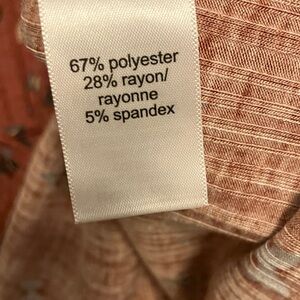 67% polyester
28% rayon/
rayonne
5% spandex